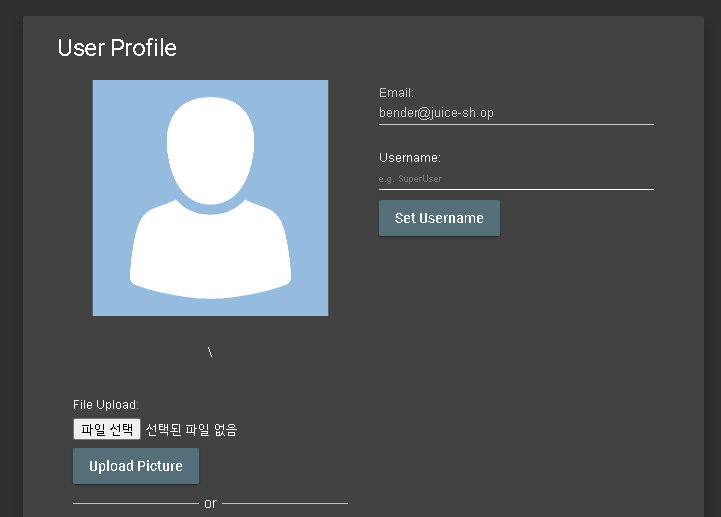 User Profile
Email:
bender@juice-sh.op
Username:
e.g. SuperUser
Set Username
\
File Upload:
파일 선택 선택된 파일 없음
Upload Picture
or